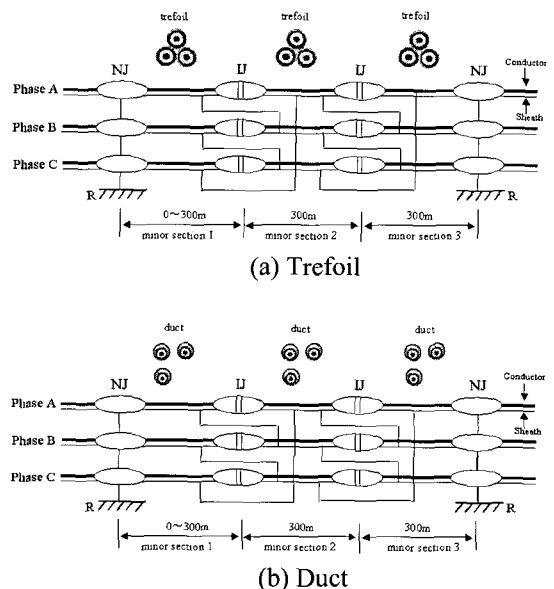 trefoil trefoil trefoil
NJ IJ IJ NJ
Conductor
Phase A
Sheath
Phase B
Phase C
R R
0~300m 300m 300m
minor section 1 minor section 2 minor section 3
(a) Trefoil
duct duct duct
NJ IJ IJ NJ
Conductor
Phase A
Sheath
Phase B
Phase C
R R
0~300m 300m 300m
minor section 1 minor section 2 minor section 3
(b) Duct